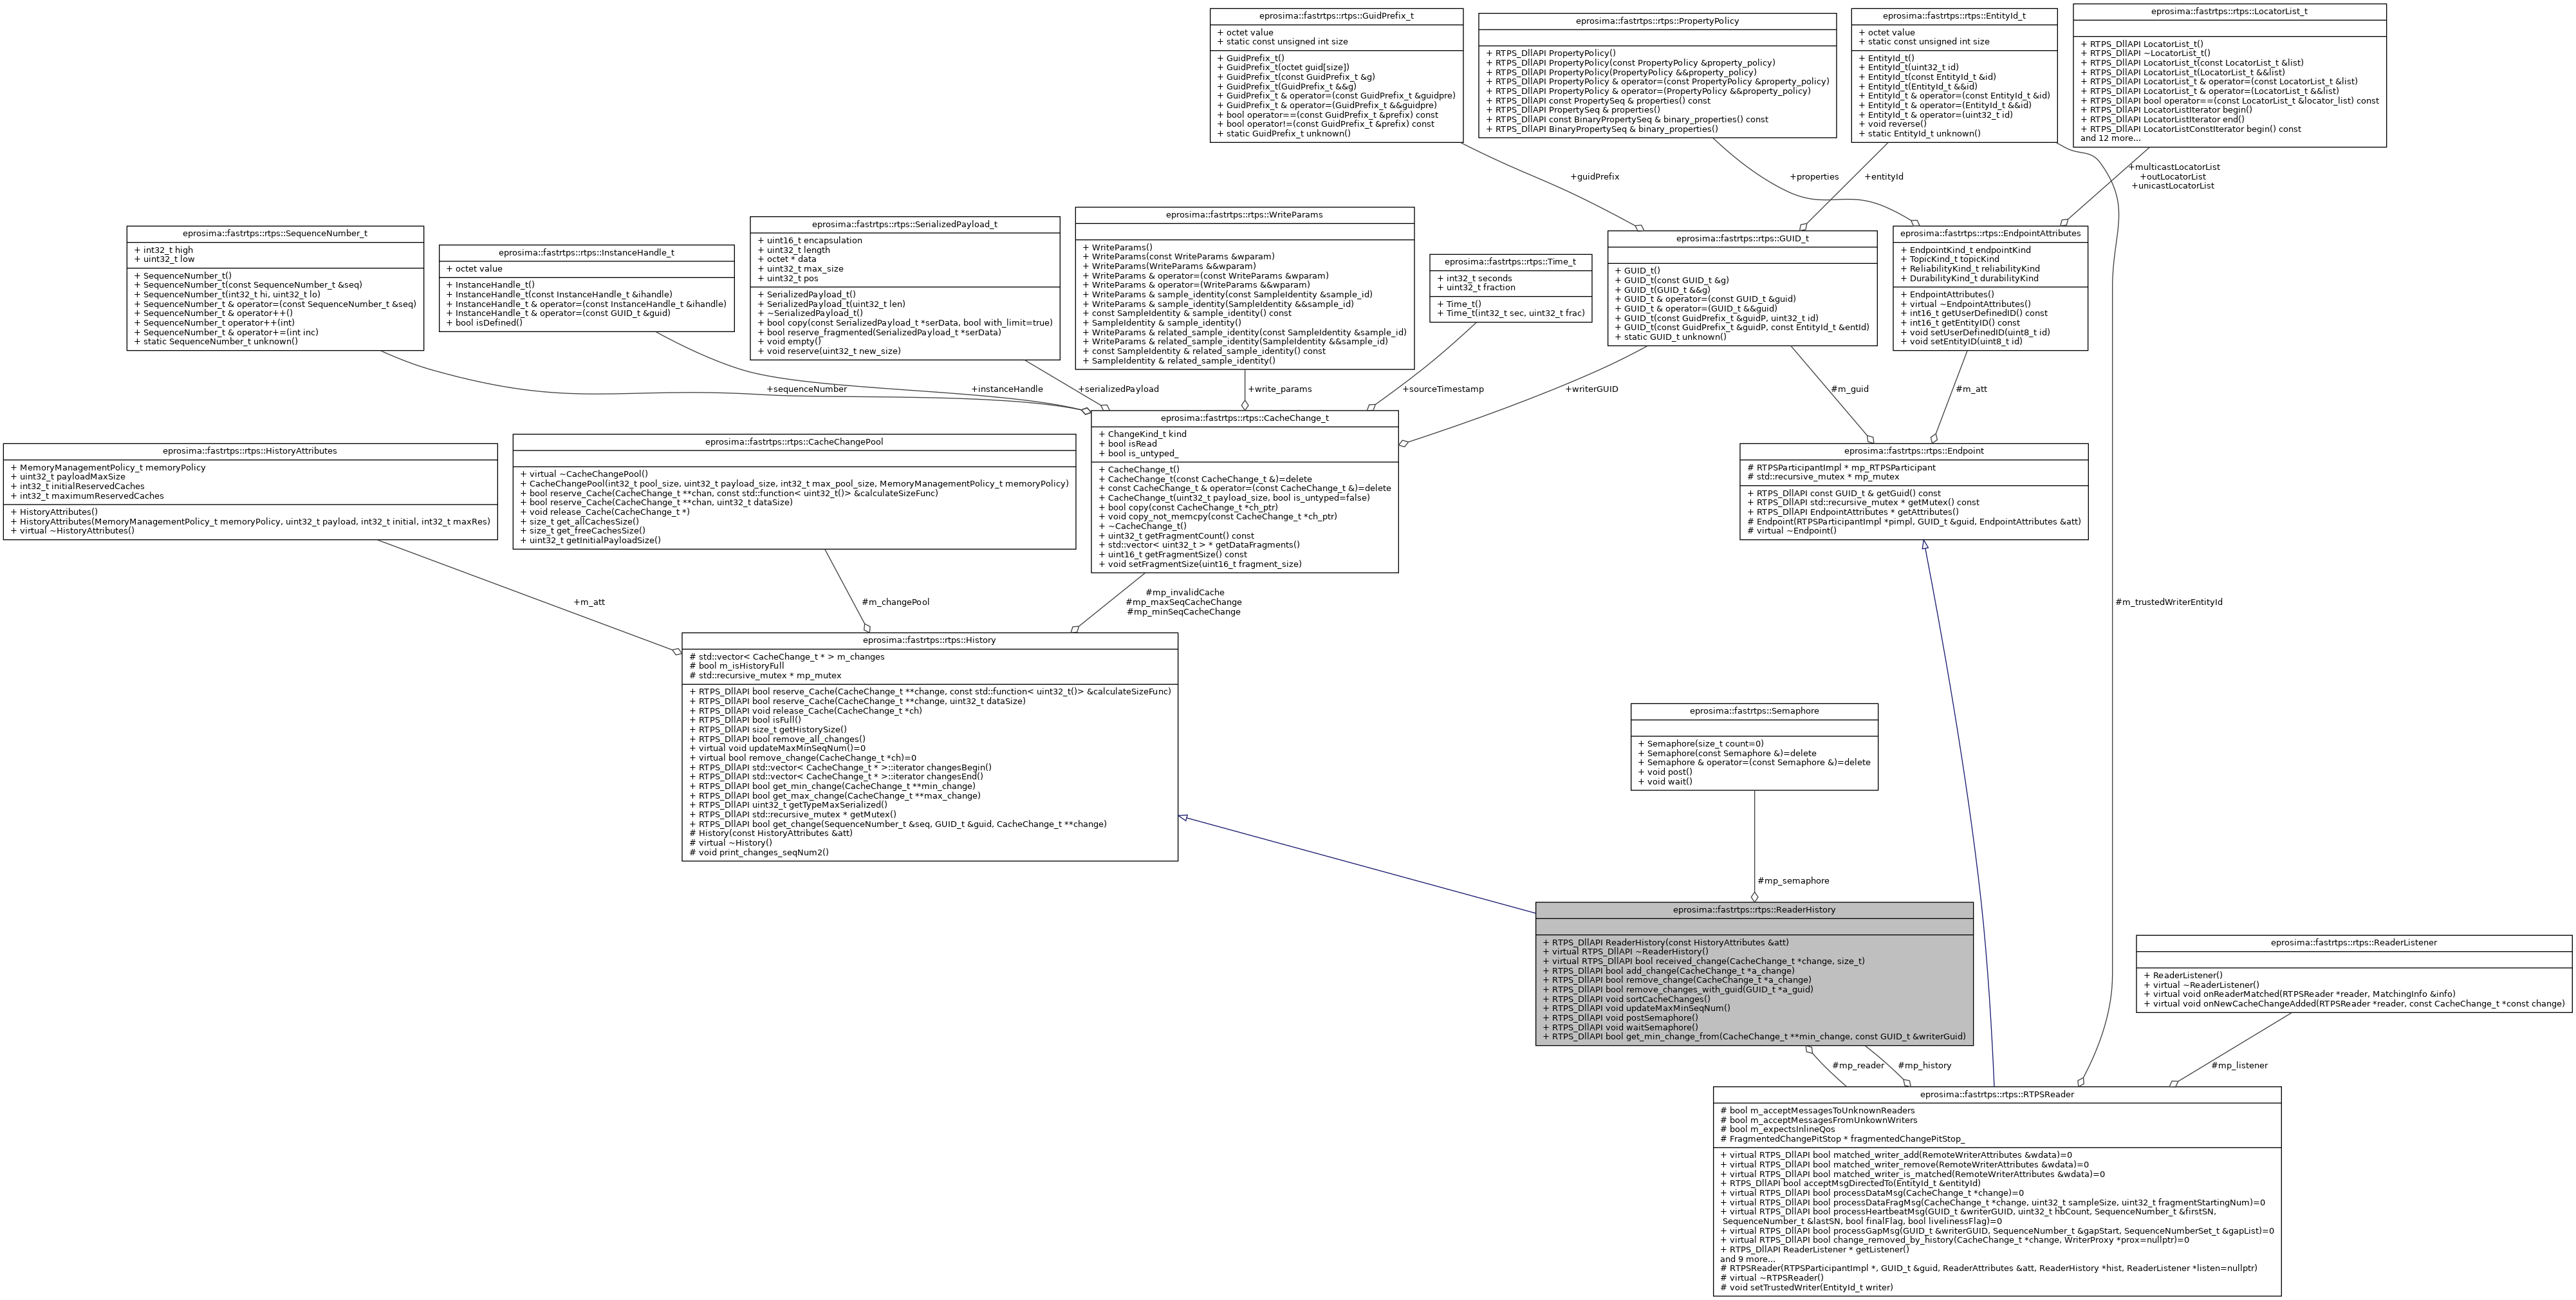 eprosima::fastrtps::rtps::GuidPrefix_t
+ octet value
+ static const unsigned int size
+ GuidPrefix_t()
+ GuidPrefix_t(octet guid[size])
+ GuidPrefix_t(const GuidPrefix_t &g)
+ GuidPrefix_t(GuidPrefix_t &&g)
+ GuidPrefix_t & operator=(const GuidPrefix_t &guidpre)
+ GuidPrefix_t & operator=(GuidPrefix_t &&guidpre)
+ bool operator==(const GuidPrefix_t &prefix) const
+ bool operator!=(const GuidPrefix_t &prefix) const
+ static GuidPrefix_t unknown()
eprosima::fastrtps::rtps::PropertyPolicy
+ RTPS_DllAPI PropertyPolicy()
+ RTPS_DllAPI PropertyPolicy(const PropertyPolicy &property_policy)
+ RTPS_DllAPI PropertyPolicy(PropertyPolicy &&property_policy)
+ RTPS_DllAPI PropertyPolicy & operator=(const PropertyPolicy &property_policy)
+ RTPS_DllAPI PropertyPolicy & operator=(PropertyPolicy &&property_policy)
+ RTPS_DllAPI const PropertySeq & properties() const
+ RTPS_DllAPI PropertySeq & properties()
+ RTPS_DllAPI const BinaryPropertySeq & binary_properties() const
+ RTPS_DllAPI BinaryPropertySeq & binary_properties()
eprosima::fastrtps::rtps::EntityId_t
+ octet value
+ static const unsigned int size
+ EntityId_t()
+ EntityId_t(uint32_t id)
+ EntityId_t(const EntityId_t &id)
+ EntityId_t(EntityId_t &&id)
+ EntityId_t & operator=(const EntityId_t &id)
+ EntityId_t & operator=(EntityId_t &&id)
+ EntityId_t & operator=(uint32_t id)
+ void reverse()
+ static EntityId_t unknown()
eprosima::fastrtps::rtps::LocatorList_t
+ RTPS_DllAPI LocatorList_t()
+ RTPS_DllAPI ~LocatorList_t()
+ RTPS_DllAPI LocatorList_t(const LocatorList_t &list)
+ RTPS_DllAPI LocatorList_t(LocatorList_t &&list)
+ RTPS_DllAPI LocatorList_t & operator=(const LocatorList_t &list)
+ RTPS_DllAPI LocatorList_t & operator=(LocatorList_t &&list)
+ RTPS_DllAPI bool operator==(const LocatorList_t &locator_list) const
+ RTPS_DllAPI LocatorListIterator begin()
+ RTPS_DllAPI LocatorListIterator end()
+ RTPS_DllAPI LocatorListConstIterator begin() const
and 12 more...
+guidPrefix
+properties
+entityId
+multicastLocatorList
+outLocatorList
+unicastLocatorList
eprosima::fastrtps::rtps::SequenceNumber_t
+ int32_t high
+ uint32_t low
+ SequenceNumber_t()
+ SequenceNumber_t(const SequenceNumber_t &seq)
+ SequenceNumber_t(int32_t hi, uint32_t lo)
+ SequenceNumber_t & operator=(const SequenceNumber_t &seq)
+ SequenceNumber_t & operator++()
+ SequenceNumber_t operator++(int)
+ SequenceNumber_t & operator+=(int inc)
+ static SequenceNumber_t unknown()
eprosima::fastrtps::rtps::InstanceHandle_t
+ octet value
+ InstanceHandle_t()
+ InstanceHandle_t(const InstanceHandle_t &ihandle)
+ InstanceHandle_t & operator=(const InstanceHandle_t &ihandle)
+ InstanceHandle_t & operator=(const GUID_t &guid)
+ bool isDefined()
eprosima::fastrtps::rtps::SerializedPayload_t
+ uint16_t encapsulation
+ uint32_t length
+ octet * data
+ uint32_t max_size
+ uint32_t pos
+ SerializedPayload_t()
+ SerializedPayload_t(uint32_t len)
+ ~SerializedPayload_t()
+ bool copy(const SerializedPayload_t *serData, bool with_limit=true)
+ bool reserve_fragmented(SerializedPayload_t *serData)
+ void empty()
+ void reserve(uint32_t new_size)
eprosima::fastrtps::rtps::WriteParams
+ WriteParams()
+ WriteParams(const WriteParams &wparam)
+ WriteParams(WriteParams &&wparam)
+ WriteParams & operator=(const WriteParams &wparam)
+ WriteParams & operator=(WriteParams &&wparam)
+ WriteParams & sample_identity(const SampleIdentity &sample_id)
+ WriteParams & sample_identity(SampleIdentity &&sample_id)
+ const SampleIdentity & sample_identity() const
+ SampleIdentity & sample_identity()
+ WriteParams & related_sample_identity(const SampleIdentity &sample_id)
+ WriteParams & related_sample_identity(SampleIdentity &&sample_id)
+ const SampleIdentity & related_sample_identity() const
+ SampleIdentity & related_sample_identity()
eprosima::fastrtps::rtps::Time_t
+ int32_t seconds
+ uint32_t fraction
+ Time_t()
+ Time_t(int32_t sec, uint32_t frac)
eprosima::fastrtps::rtps::GUID_t
+ GUID_t()
+ GUID_t(const GUID_t &g)
+ GUID_t(GUID_t &&g)
+ GUID_t & operator=(const GUID_t &guid)
+ GUID_t & operator=(GUID_t &&guid)
+ GUID_t(const GuidPrefix_t &guidP, uint32_t id)
+ GUID_t(const GuidPrefix_t &guidP, const EntityId_t &entId)
+ static GUID_t unknown()
eprosima::fastrtps::rtps::EndpointAttributes
+ EndpointKind_t endpointKind
+ TopicKind_t topicKind
+ ReliabilityKind_t reliabilityKind
+ DurabilityKind_t durabilityKind
+ EndpointAttributes()
+ virtual ~EndpointAttributes()
+ int16_t getUserDefinedID() const
+ int16_t getEntityID() const
+ void setUserDefinedID(uint8_t id)
+ void setEntityID(uint8_t id)
+sequenceNumber
+instanceHandle
+serializedPayload
+write_params
+sourceTimestamp
+writerGUID
#m_guid
#m_att
eprosima::fastrtps::rtps::HistoryAttributes
+ MemoryManagementPolicy_t memoryPolicy
+ uint32_t payloadMaxSize
+ int32_t initialReservedCaches
+ int32_t maximumReservedCaches
+ HistoryAttributes()
+ HistoryAttributes(MemoryManagementPolicy_t memoryPolicy, uint32_t payload, int32_t initial, int32_t maxRes)
+ virtual ~HistoryAttributes()
eprosima::fastrtps::rtps::CacheChangePool
+ virtual ~CacheChangePool()
+ CacheChangePool(int32_t pool_size, uint32_t payload_size, int32_t max_pool_size, MemoryManagementPolicy_t memoryPolicy)
+ bool reserve_Cache(CacheChange_t **chan, const std::function< uint32_t()> &calculateSizeFunc)
+ bool reserve_Cache(CacheChange_t **chan, uint32_t dataSize)
+ void release_Cache(CacheChange_t *)
+ size_t get_allCachesSize()
+ size_t get_freeCachesSize()
+ uint32_t getInitialPayloadSize()
eprosima::fastrtps::rtps::CacheChange_t
+ ChangeKind_t kind
+ bool isRead
+ bool is_untyped_
+ CacheChange_t()
+ CacheChange_t(const CacheChange_t &)=delete
+ const CacheChange_t & operator=(const CacheChange_t &)=delete
+ CacheChange_t(uint32_t payload_size, bool is_untyped=false)
+ bool copy(const CacheChange_t *ch_ptr)
+ void copy_not_memcpy(const CacheChange_t *ch_ptr)
+ ~CacheChange_t()
+ uint32_t getFragmentCount() const
+ std::vector< uint32_t > * getDataFragments()
+ uint16_t getFragmentSize() const
+ void setFragmentSize(uint16_t fragment_size)
eprosima::fastrtps::rtps::Endpoint
# RTPSParticipantImpl * mp_RTPSParticipant
# std::recursive_mutex * mp_mutex
+ RTPS_DllAPI const GUID_t & getGuid() const
+ RTPS_DllAPI std::recursive_mutex * getMutex() const
+ RTPS_DllAPI EndpointAttributes * getAttributes()
# Endpoint(RTPSParticipantImpl *pimpl, GUID_t &guid, EndpointAttributes &att)
# virtual ~Endpoint()
+m_att
#m_changePool
#mp_invalidCache
#mp_maxSeqCacheChange
#mp_minSeqCacheChange
#m_trustedWriterEntityId
eprosima::fastrtps::rtps::History
# std::vector< CacheChange_t * > m_changes
# bool m_isHistoryFull
# std::recursive_mutex * mp_mutex
+ RTPS_DllAPI bool reserve_Cache(CacheChange_t **change, const std::function< uint32_t()> &calculateSizeFunc)
+ RTPS_DllAPI bool reserve_Cache(CacheChange_t **change, uint32_t dataSize)
+ RTPS_DllAPI void release_Cache(CacheChange_t *ch)
+ RTPS_DllAPI bool isFull()
+ RTPS_DllAPI size_t getHistorySize()
+ RTPS_DllAPI bool remove_all_changes()
+ virtual void updateMaxMinSeqNum()=0
+ virtual bool remove_change(CacheChange_t *ch)=0
+ RTPS_DllAPI std::vector< CacheChange_t * >::iterator changesBegin()
+ RTPS_DllAPI std::vector< CacheChange_t * >::iterator changesEnd()
+ RTPS_DllAPI bool get_min_change(CacheChange_t **min_change)
+ RTPS_DllAPI bool get_max_change(CacheChange_t **max_change)
+ RTPS_DllAPI uint32_t getTypeMaxSerialized()
+ RTPS_DllAPI std::recursive_mutex * getMutex()
+ RTPS_DllAPI bool get_change(SequenceNumber_t &seq, GUID_t &guid, CacheChange_t **change)
# History(const HistoryAttributes &att)
# virtual ~History()
# void print_changes_seqNum2()
eprosima::fastrtps::rtps::Semaphore
+ Semaphore(size_t count=0)
+ Semaphore(const Semaphore &)=delete
+ Semaphore & operator=(const Semaphore &)=delete
+ void post()
+ void wait()
#mp_semaphore
eprosima::fastrtps::rtps::ReaderHistory
+ RTPS_DllAPI ReaderHistory(const HistoryAttributes &att)
+ virtual RTPS_DllAPI ~ReaderHistory()
+ virtual RTPS_DllAPI bool received_change(CacheChange_t *change, size_t)
+ RTPS_DllAPI bool add_change(CacheChange_t *a_change)
+ RTPS_DllAPI bool remove_change(CacheChange_t *a_change)
+ RTPS_DllAPI bool remove_changes_with_guid(GUID_t *a_guid)
+ RTPS_DllAPI void sortCacheChanges()
+ RTPS_DllAPI void updateMaxMinSeqNum()
+ RTPS_DllAPI void postSemaphore()
+ RTPS_DllAPI void waitSemaphore()
+ RTPS_DllAPI bool get_min_change_from(CacheChange_t **min_change, const GUID_t &writerGuid)
eprosima::fastrtps::rtps::ReaderListener
+ ReaderListener()
+ virtual ~ReaderListener()
+ virtual void onReaderMatched(RTPSReader *reader, MatchingInfo &info)
+ virtual void onNewCacheChangeAdded(RTPSReader *reader, const CacheChange_t *const change)
#mp_reader
#mp_history
#mp_listener
eprosima::fastrtps::rtps::RTPSReader
# bool m_acceptMessagesToUnknownReaders
# bool m_acceptMessagesFromUnkownWriters
# bool m_expectsInlineQos
# FragmentedChangePitStop * fragmentedChangePitStop_
+ virtual RTPS_DllAPI bool matched_writer_add(RemoteWriterAttributes &wdata)=0
+ virtual RTPS_DllAPI bool matched_writer_remove(RemoteWriterAttributes &wdata)=0
+ virtual RTPS_DllAPI bool matched_writer_is_matched(RemoteWriterAttributes &wdata)=0
+ RTPS_DllAPI bool acceptMsgDirectedTo(EntityId_t &entityId)
+ virtual RTPS_DllAPI bool processDataMsg(CacheChange_t *change)=0
+ virtual RTPS_DllAPI bool processDataFragMsg(CacheChange_t *change, uint32_t sampleSize, uint32_t fragmentStartingNum)=0
+ virtual RTPS_DllAPI bool processHeartbeatMsg(GUID_t &writerGUID, uint32_t hbCount, SequenceNumber_t &firstSN,
SequenceNumber_t &lastSN, bool finalFlag, bool livelinessFlag)=0
+ virtual RTPS_DllAPI bool processGapMsg(GUID_t &writerGUID, SequenceNumber_t &gapStart, SequenceNumberSet_t &gapList)=0
+ virtual RTPS_DllAPI bool change_removed_by_history(CacheChange_t *change, WriterProxy *prox=nullptr)=0
+ RTPS_DllAPI ReaderListener * getListener()
and 9 more...
# RTPSReader(RTPSParticipantImpl *, GUID_t &guid, ReaderAttributes &att, ReaderHistory *hist, ReaderListener *listen=nullptr)
# virtual ~RTPSReader()
# void setTrustedWriter(EntityId_t writer)